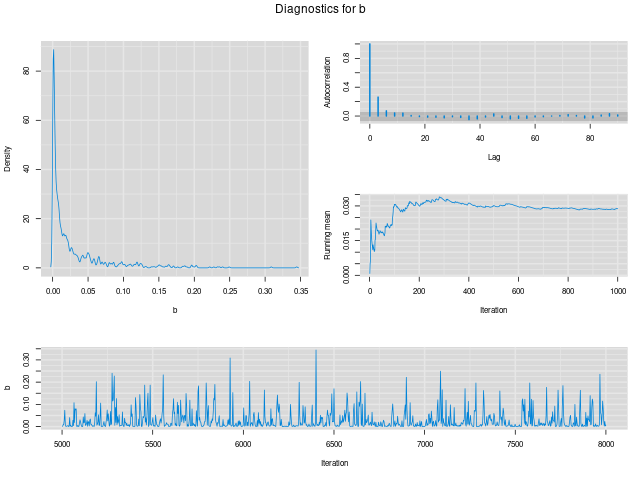 Diagnostics for b
Density
0 20 40 60 80
0.00 0.05 0.10 0.15 0.20 0.25 0.30 0.35
b
Autocorrelation
0.0 0.4 0.8
0 20 40 60 80
Lag
Running mean
0.000 0.015 0.030
0 200 400 600 800 1000
Iteration
b
0.00 0.10 0.20 0.30
5000 5500 6000 6500 7000 7500 8000
Iteration